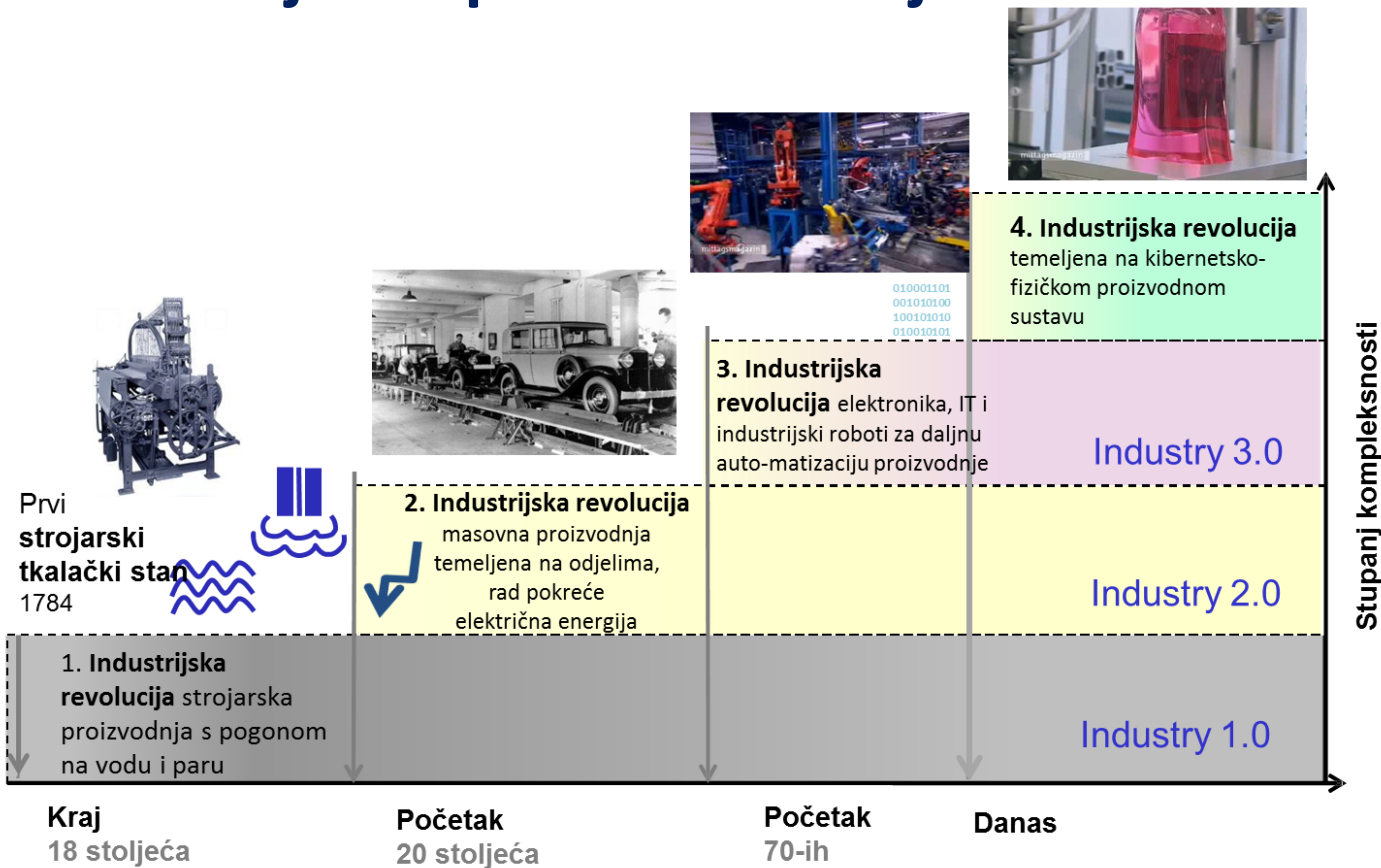 mittagsmagazin
mittagsmagazin
4. Industrijska revolucija
temeljena na kibernetsko-
fizičkom proizvodnom
sustavu
010001101
001010100
100101010
010010101
3. Industrijska
revolucija elektronika, IT i
industrijski roboti za daljnu
auto-matizaciju proizvodnje
Industry 3.0
Prvi
strojarski
tkalački stan
1784
2. Industrijska revolucija
masovna proizvodnja
temeljena na odjelima,
rad pokreće
električna energija
Industry 2.0
1. Industrijska
revolucija strojarska
proizvodnja s pogonom
na vodu i paru
Industry 1.0
Stupanj kompleksnosti
Kraj
18 stoljeća
Početak
20 stoljeća
Početak
70-ih
Danas